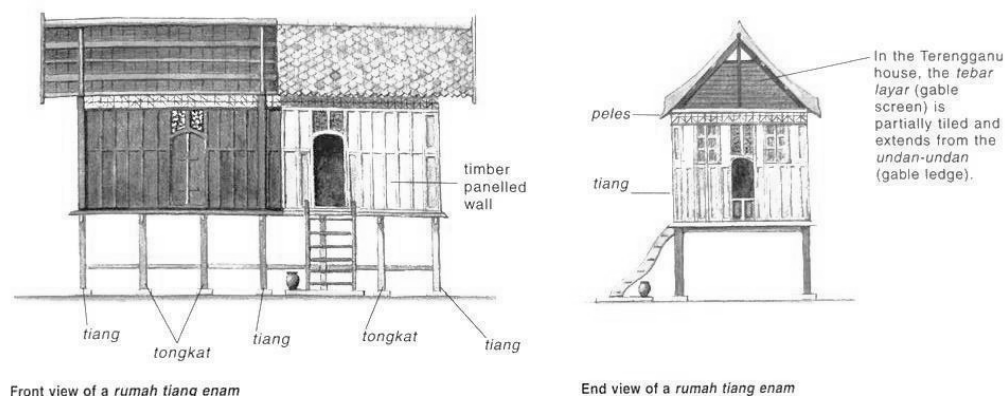 timber
panelled
wall
tiang
tongkat
tiang
tongkat
tiang
Front view of a rumah tiang enam
peles
tiang
In the Terengganu
house, the tebar
layar (gable
screen) is
partially tiled and
extends from the
undan-undan
(gable ledge).
End view of a rumah tiang enam